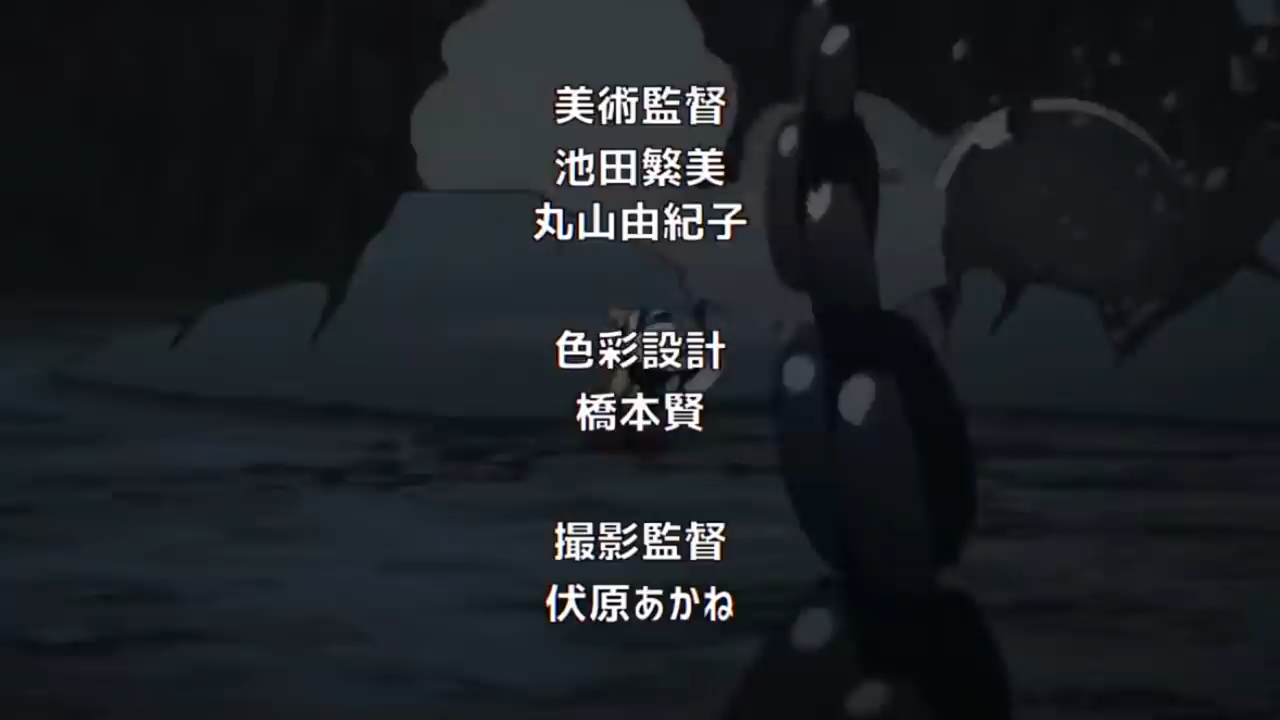 美術監督
池田繁美
丸山由紀子
色彩設計
橋本賢
撮影監督
伏原あかね